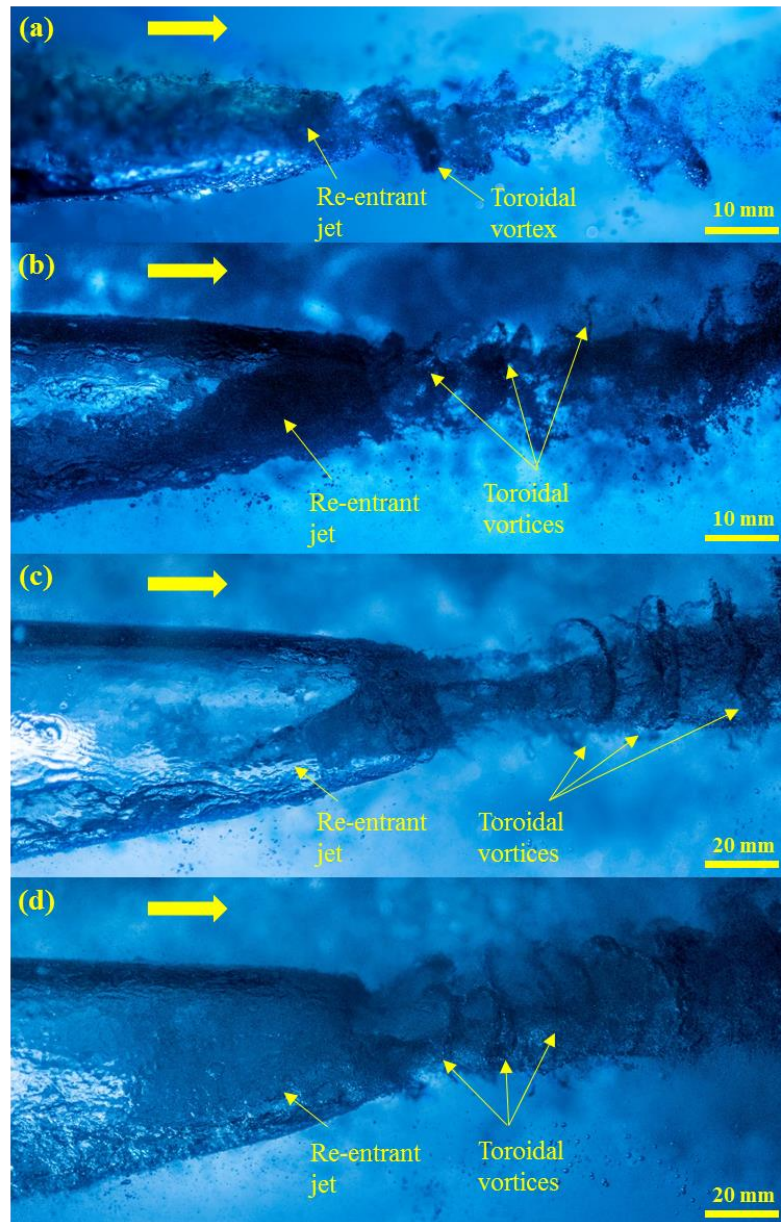 (a)
Re-entrant
jet
Toroidal
vortex
10 mm
(b)
Re-entrant
jet
Toroidal
vortices
10 mm
(c)
Re-entrant
jet
Toroidal
vortices
20 mm
(d)
Re-entrant
jet
Toroidal
vortices
20 mm